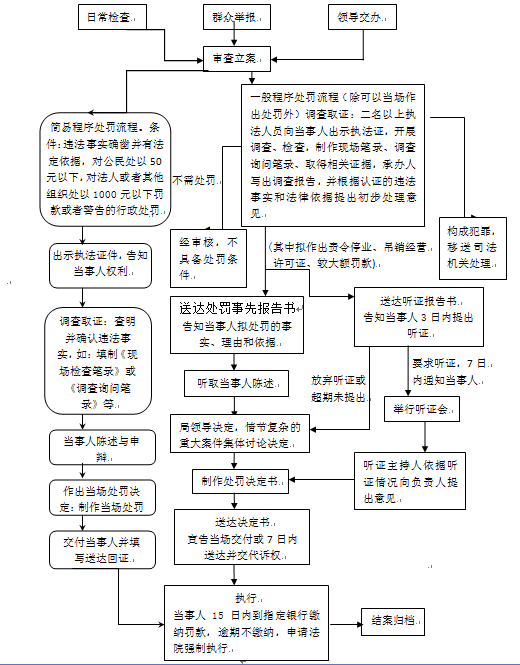 日常检查
群众举报
领导交办
审查立案
简易程序处罚流程。条
件:违法事实确凿并有法
定依据,对公民处以 50
元以下,对法人或者其他
组织处以 1000 元以下罚
款或者警告的行政处罚
一般程序处罚流程(除可以当场作
出处罚外)调查取证:二名以上执
法人员向当事人出示执法证,开展
调查、检查,制作现场笔录、调查
询问笔录、取得相关证据,承办人
写出调查报告,并根据认证的违法
事实和法律依据提出初步处理意
见
不需处罚
经审核,不
具备处罚条
件
构成犯罪,
移送司法
机关处理
(其中拟作出责令停业、吊销经营
许可证、较大额罚款)
出示执法证件,告知
当事人权利
送达处罚事先报告书
告知当事人拟处罚的事
实、理由和依据
送达听证报告书
告知当事人 3 日内提出
听证
调查取证:查明
并确认违法事
实,如:填制《现
场检查笔录》或
《调查询问笔
录》等
听取当事人陈述
放弃听证或
超期未提出
要求听证,7 日
内通知当事人
举行听证会
局领导决定,情节复杂的
重大案件集体讨论决定
当事人陈述与申
辩
听证主持人依据听
证情况向负责人提
出意见
制作处罚决定书
作出当场处罚决
定:制作当场处罚
送达决定书
宣告当场交付或 7 日内
送达并交代诉权
交付当事人并填
写送达回证
执行
当事人 15 日内到指定银行缴
纳罚款,逾期不缴纳,申请法
院强制执行
结案归档